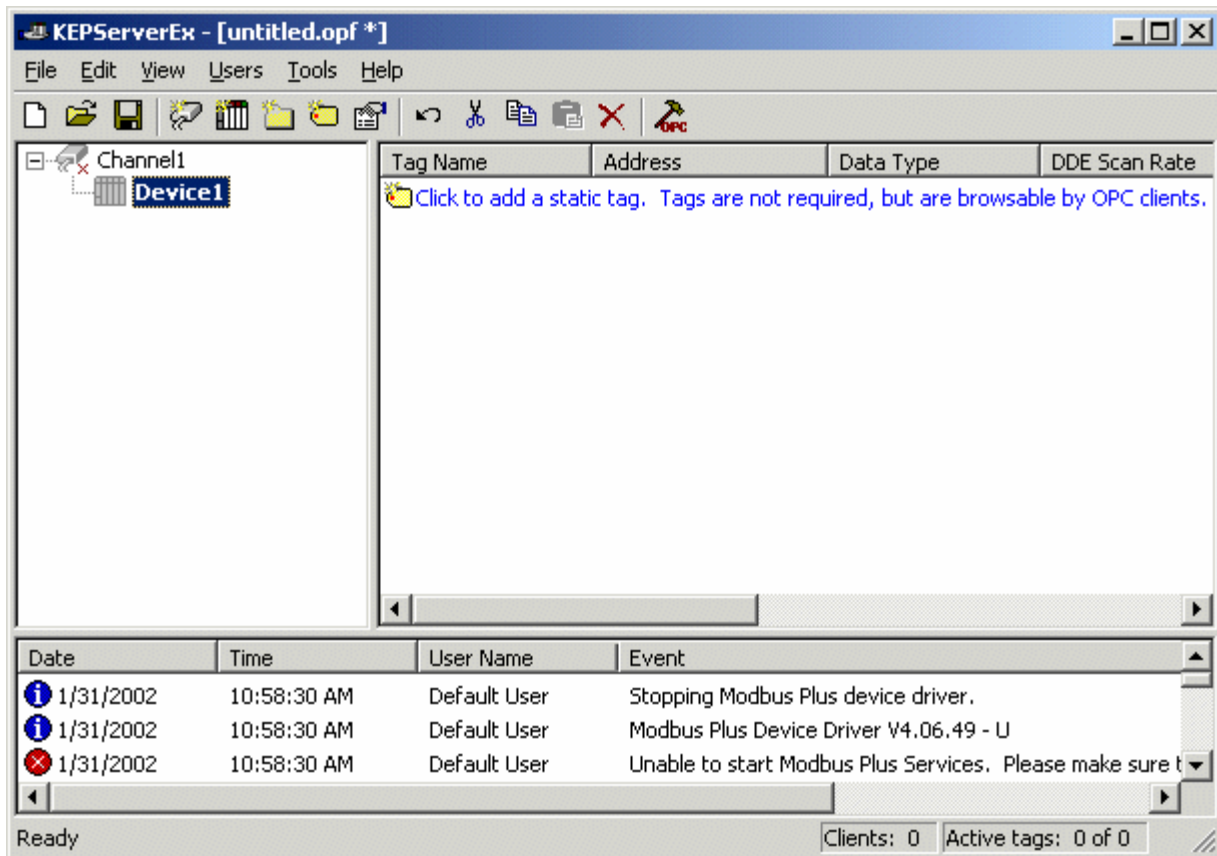 KEPServerEx - [untitled.opf *]
File Edit View Users Tools Help
OPC
Channel1
Device1
Tag Name Address Data Type DDE Scan Rate
Click to add a static tag. Tags are not required, but are browsable by OPC clients.
Date Time User Name Event
1/31/2002 10:58:30 AM Default User Stopping Modbus Plus device driver.
1/31/2002 10:58:30 AM Default User Modbus Plus Device Driver V4.06.49 - U
1/31/2002 10:58:30 AM Default User Unable to start Modbus Plus Services. Please make sure t
Ready Clients: 0 Active tags: 0 of 0